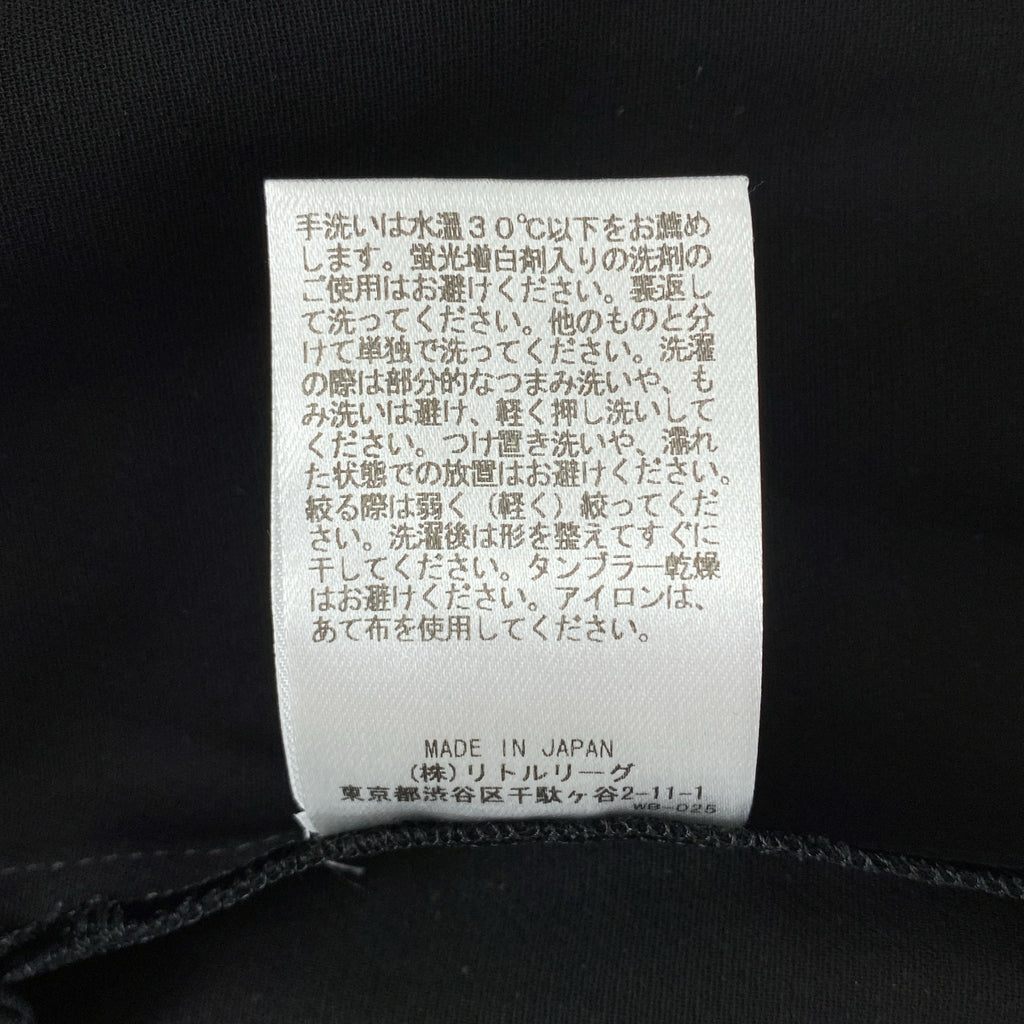 手洗いは水温３０℃以下をお薦め
します。蛍光増白剤入りの洗剤の
ご使用はお避けください。裏返し
て洗ってください。他のものと分
けて単独で洗ってください。洗濯
の際は部分的なつまみ洗いや、も
み洗いは避け、軽く押し洗いして
ください。つけ置き洗いや、濡れ
た状態での放置はお避けください。
絞る際は弱く（軽く）絞ってくだ
さい。洗濯後は形を整えてすぐに
干してください。タンブラー乾燥
はお避けください。アイロンは、
あて布を使用してください。
MADE IN JAPAN
(株)リトルリーグ
東京都渋谷区千駄ヶ谷2-11-1
WB-025